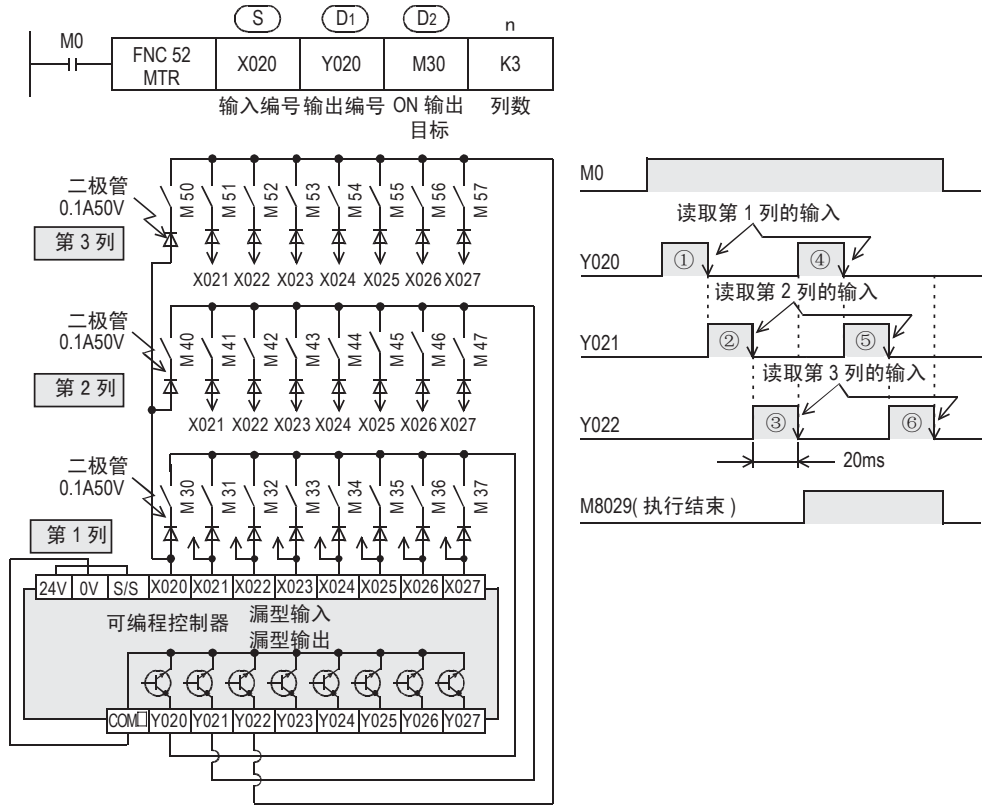 S D1 D2 n
M0
FNC 52
MTR
X020
Y020
M30
K3
输入编号 输出编号 ON 输出
目标
列数
二极管
0.1A50V
第 3 列
M 50 M 51 M 52 M 53 M 54 M 55 M 56 M 57
X021 X022 X023 X024 X025 X026 X027
二极管
0.1A50V
第 2 列
M 40 M 41 M 42 M 43 M 44 M 45 M 46 M 47
X021 X022 X023 X024 X025 X026 X027
二极管
0.1A50V
第 1 列
M 30 M 31 M 32 M 33 M 34 M 35 M 36 M 37
24V 0V S/S X020 X021 X022 X023 X024 X025 X026 X027
可编程控制器
漏型输入
漏型输出
COM□ Y020 Y021 Y022 Y023 Y024 Y025 Y026 Y027
M0
读取第 1 列的输入
Y020 ① ④
读取第 2 列的输入
Y021 ② ⑤
读取第 3 列的输入
Y022 ③ ⑥
20ms
M8029( 执行结束 )